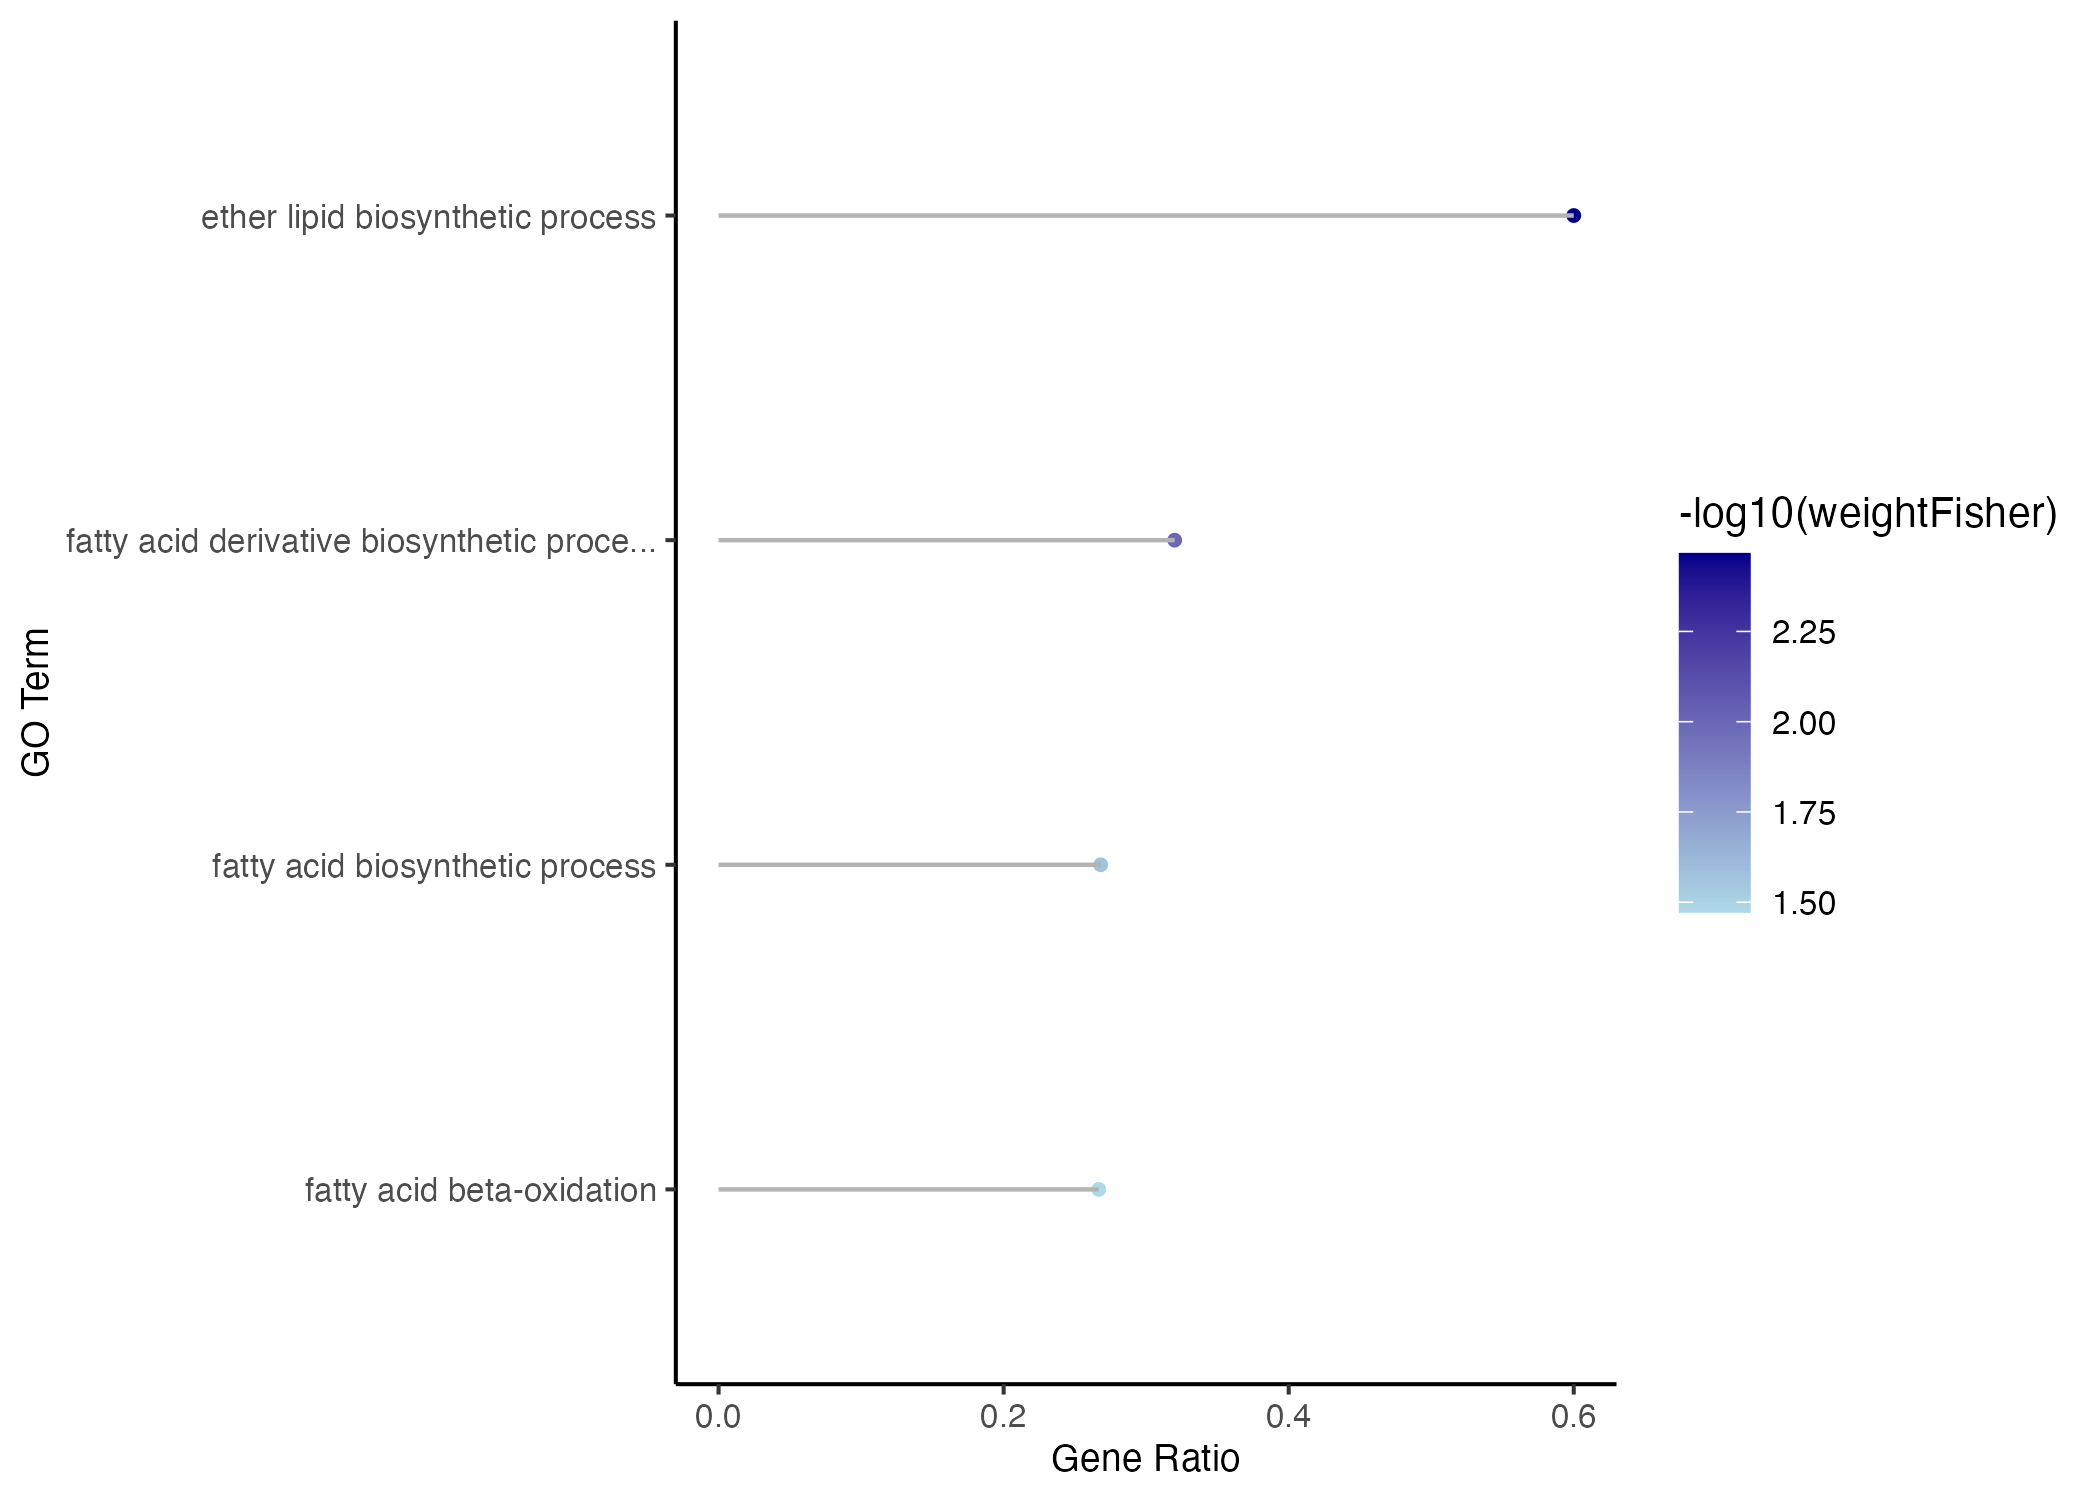 ether lipid biosynthetic process
fatty acid derivative biosynthetic proce...
fatty acid biosynthetic process
fatty acid beta-oxidation
GO Term
0.0
0.2
0.4
0.6
Gene Ratio
-log10(weightFisher)
2.25
2.00
1.75
1.50